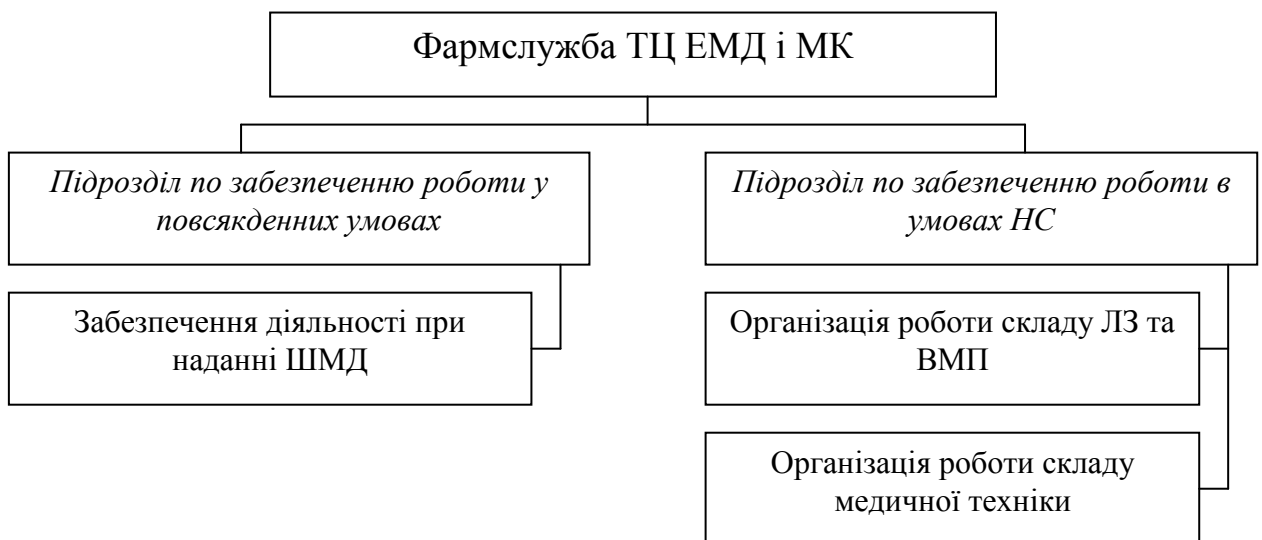 Фармслужба ТЦ ЕМД і МК
Підрозділ по забезпеченню роботи у
повсякденних умовах
Підрозділ по забезпеченню роботи в
умовах НС
Забезпечення діяльності при
наданні ШМД
Організація роботи складу ЛЗ та
ВМП
Організація роботи складу
медичної техніки